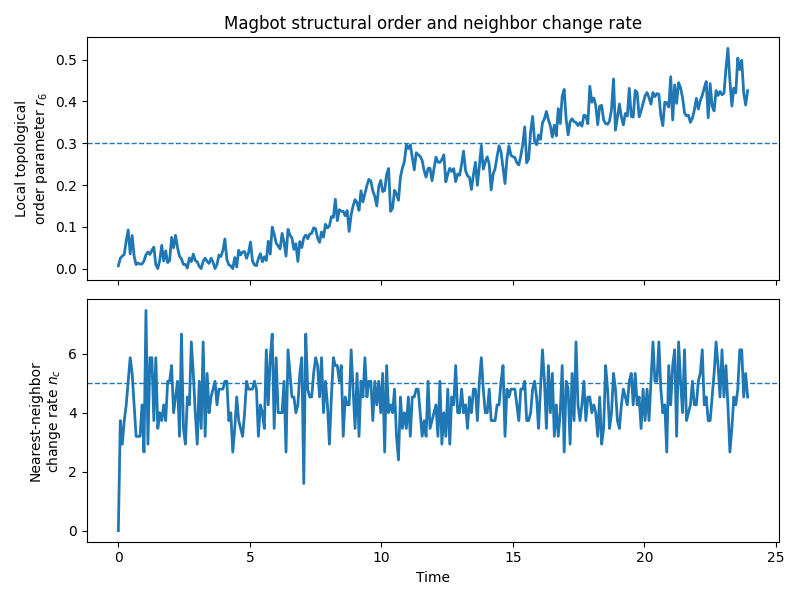 Magbot structural order and neighbor change rate
Local topological
order parameter r₆
0.5
0.4
0.3
0.2
0.1
0.0
Nearest-neighbor
change rate n_c
6
4
2
0
0
5
10
15
20
25
Time